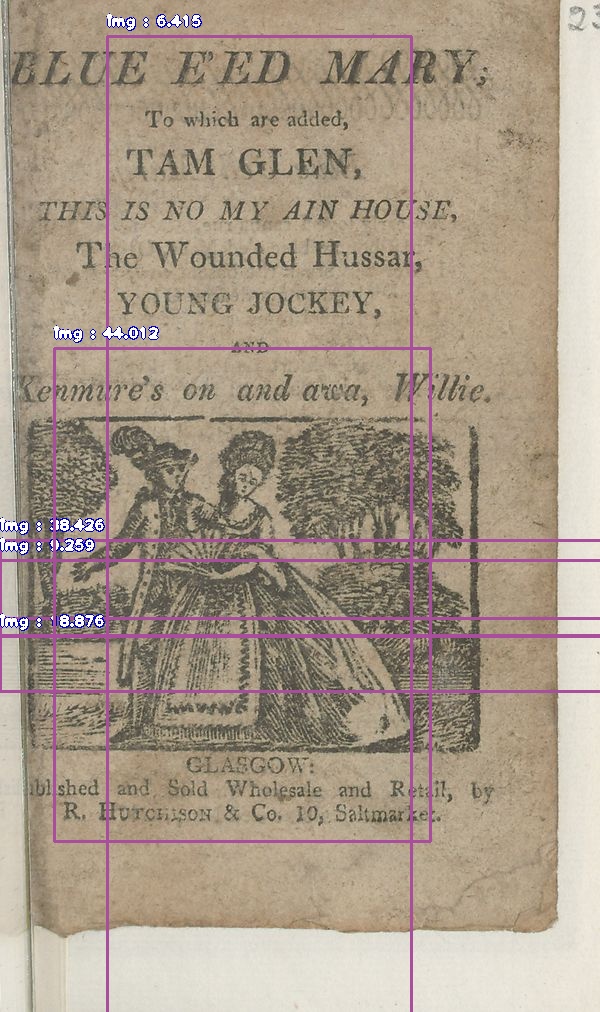 23
BLUE E'ED MARY;
To which are added,
TAM GLEN,
THIS IS NO MY AIN HOUSE,
The Wounded Hussar,
YOUNG JOCKEY,
AND
Kenmure's on and awa, Willie.
GLASGOW:
Published and Sold Wholesale and Retail, by
R. HUTCHISON & Co. 10, Saltmarket.
img : 6.415
img : 44.012
img : 38.426
img : 9.259
img : 18.876